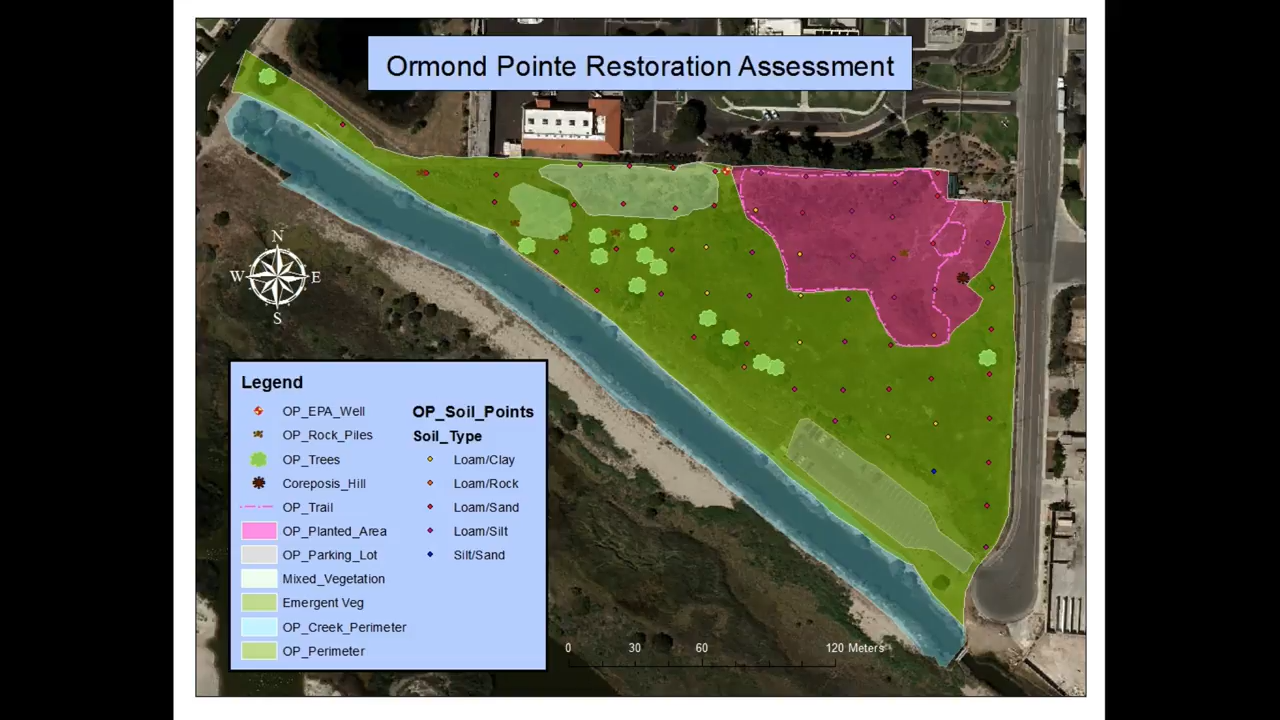 Ormond Pointe Restoration Assessment
N
W E
S
Legend
OP_EPA_Well
OP_Rock_Piles
OP_Trees
Coreposis_Hill
OP_Trail
OP_Planted_Area
OP_Parking_Lot
Mixed_Vegetation
Emergent Veg
OP_Creek_Perimeter
OP_Perimeter
OP_Soil_Points
Soil_Type
Loam/Clay
Loam/Rock
Loam/Sand
Loam/Silt
Silt/Sand
0 30 60 120 Meters